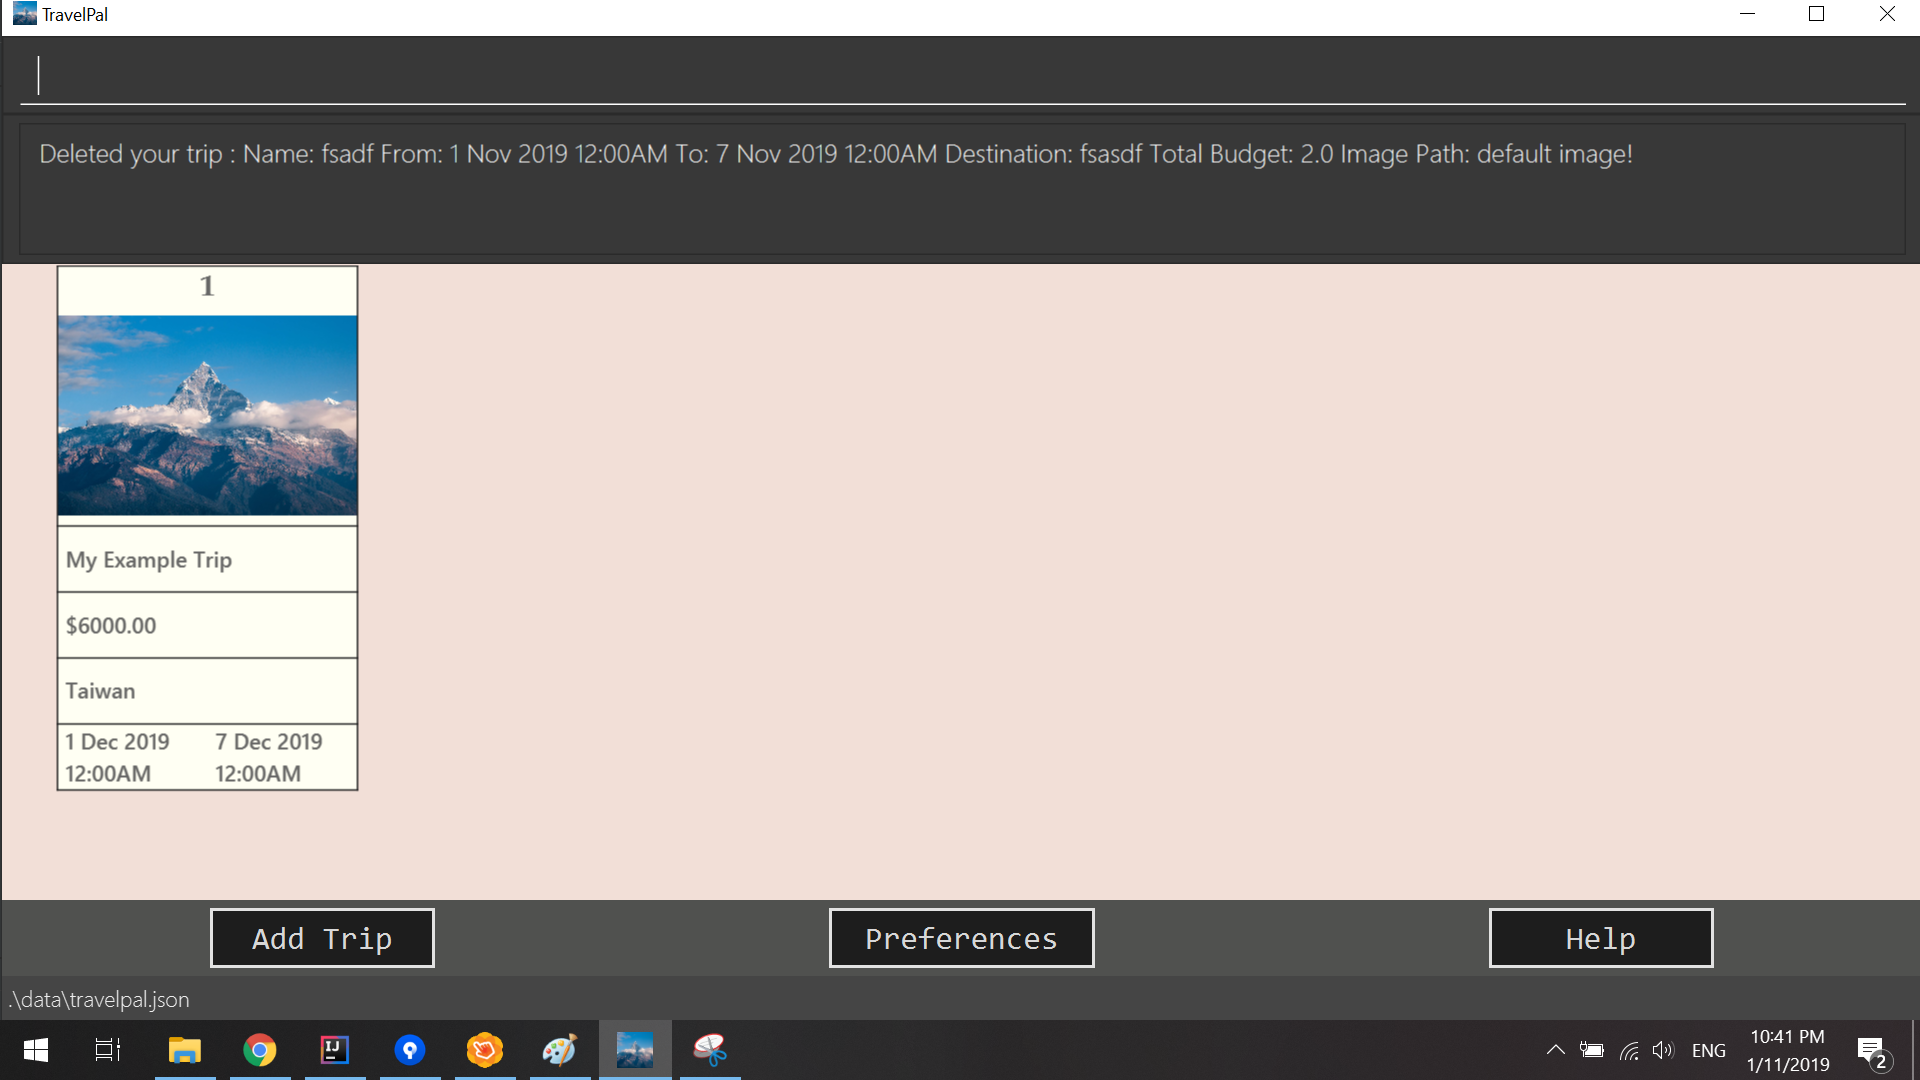 TravelPal
Deleted your trip : Name: fsadf From: 1 Nov 2019 12:00AM To: 7 Nov 2019 12:00AM Destination: fsasdf Total Budget: 2.0 Image Path: default image!
1
My Example Trip
$6000.00
Taiwan
1 Dec 2019 7 Dec 2019
12:00AM 12:00AM
Add Trip Preferences Help
.\data\travelpal.json
IJ
ENG
10:41 PM
1/11/2019
2